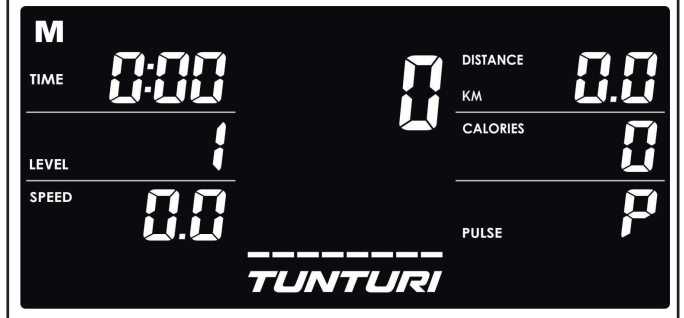 M
TIME 0:00
LEVEL 1
SPEED 0.0
0
DISTANCE
KM 0.0
CALORIES 0
PULSE P
TUNTURI